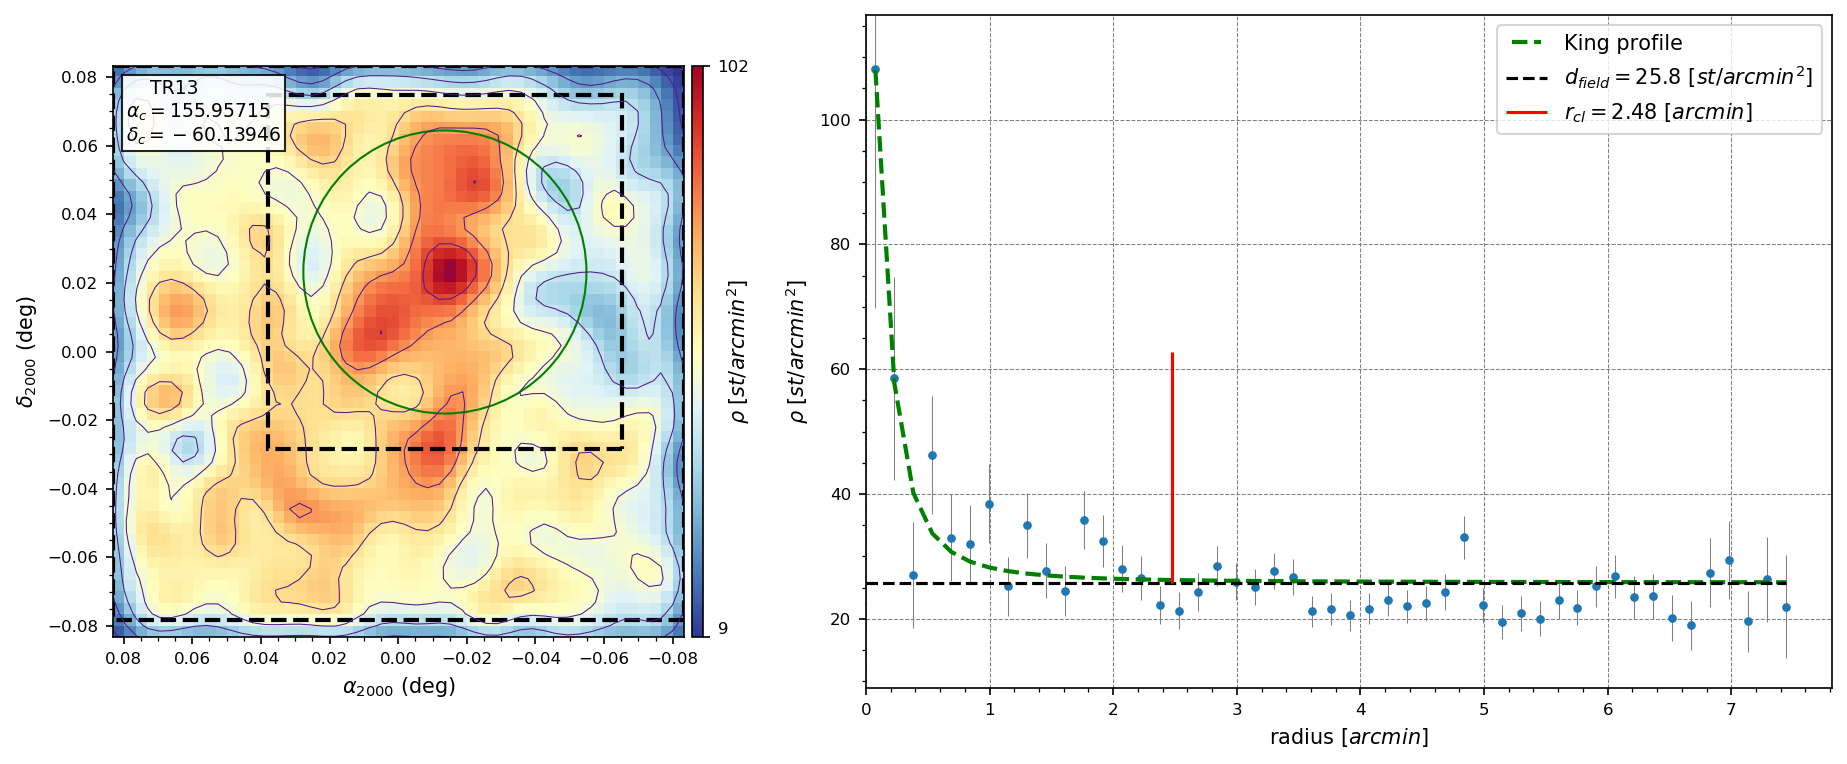 TR13
α_c = 155.95715
δ_c = −60.13946
0.08
0.06
0.04
0.02
0.00
−0.02
−0.04
−0.06
−0.08
δ_2000 (deg)
0.08 0.06 0.04 0.02 0.00 −0.02 −0.04 −0.06 −0.08
α_2000 (deg)
102
9
ρ [st/arcmin²]
King profile
d_field = 25.8 [st/arcmin²]
r_cl = 2.48 [arcmin]
100
80
60
40
20
ρ [st/arcmin²]
0 1 2 3 4 5 6 7
radius [arcmin]